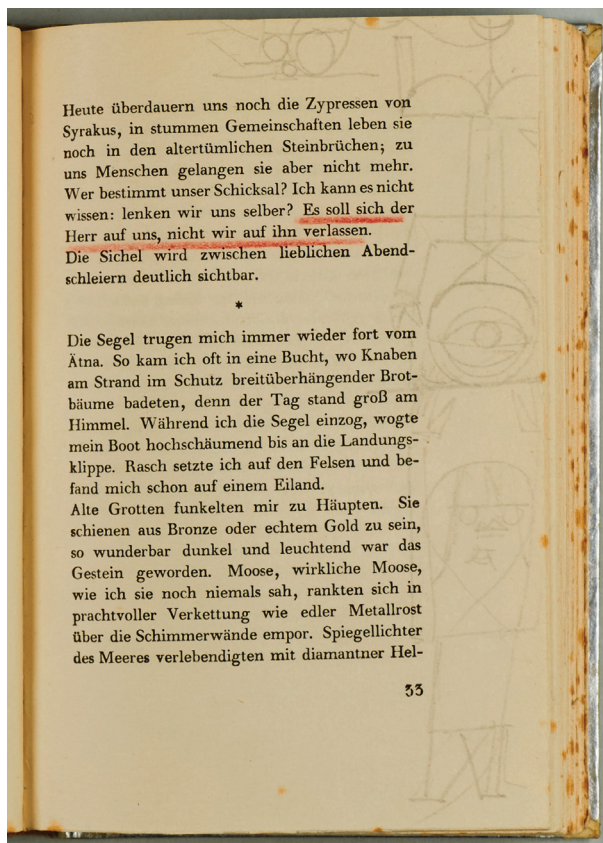 Heute überdauern uns noch die Zypressen von
Syrakus, in stummen Gemeinschaften leben sie
noch in den altertümlichen Steinbrüchen; zu
uns Menschen gelangen sie aber nicht mehr.
Wer bestimmt unser Schicksal? Ich kann es nicht
wissen: lenken wir uns selber? Es soll sich der
Herr auf uns, nicht wir auf ihn verlassen.
Die Sichel wird zwischen lieblichen Abend-
schleiern deutlich sichtbar.
*
Die Segel trugen mich immer wieder fort vom
Ätna. So kam ich oft in eine Bucht, wo Knaben
am Strand im Schutz breitüberhängender Brot-
bäume badeten, denn der Tag stand groß am
Himmel. Während ich die Segel einzog, wogte
mein Boot hochschäumend bis an die Landungs-
klippe. Rasch setzte ich auf den Felsen und be-
fand mich schon auf einem Eiland.
Alte Grotten funkelten mir zu Häupten. Sie
schienen aus Bronze oder echtem Gold zu sein,
so wunderbar dunkel und leuchtend war das
Gestein geworden. Moose, wirkliche Moose,
wie ich sie noch niemals sah, rankten sich in
prachtvoller Verkettung wie edler Metallrost
über die Schimmerwände empor. Spiegellichter
des Meeres verlebendigten mit diamantner Hel-
33